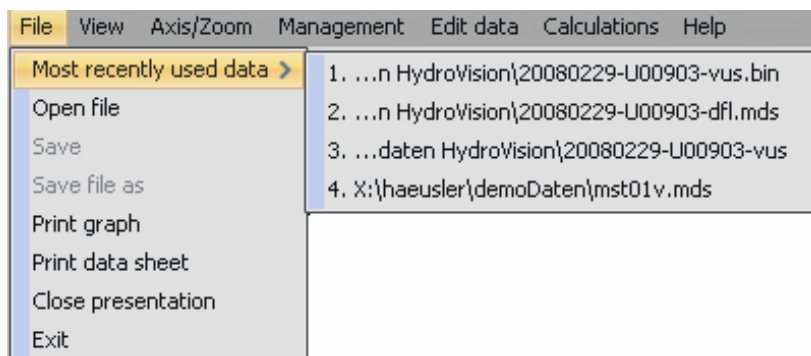 File View Axis/Zoom Management Edit data Calculations Help
Most recently used data >
1. ...n HydroVision\20080229-U00903-vus.bin
2. ...n HydroVision\20080229-U00903-dfl.mds
3. ...daten HydroVision\20080229-U00903-vus
4. X:\haeusler\demoDaten\mst01v.mds
Open file
Save
Save file as
Print graph
Print data sheet
Close presentation
Exit